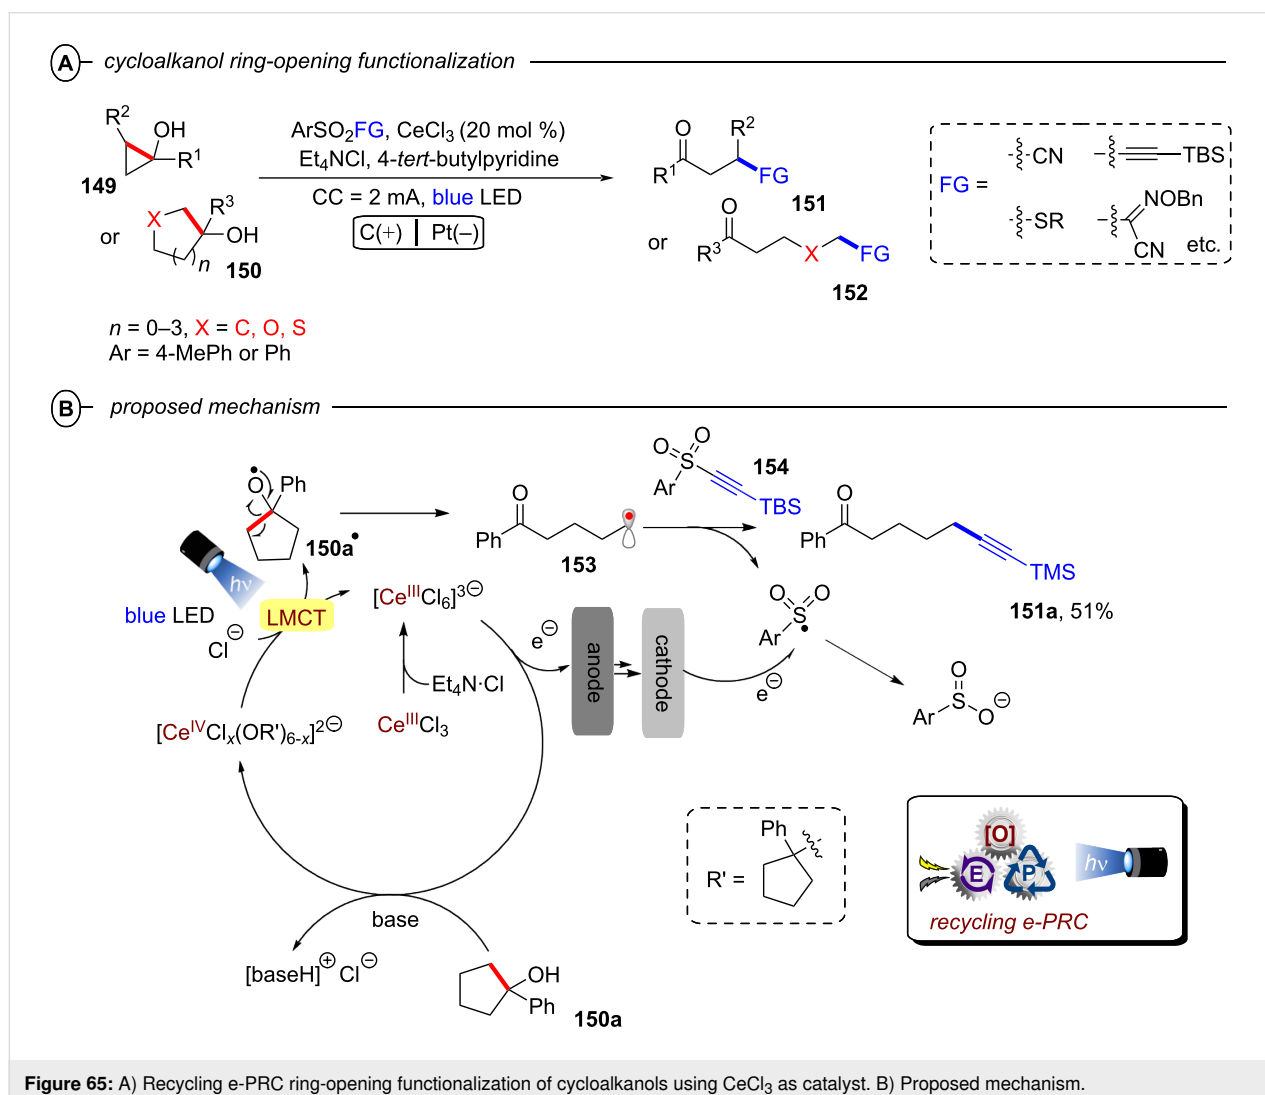 A cycloalkanol ring-opening functionalization
R² OH R¹ 149
or
X R³ OH n 150
ArSO₂FG, CeCl₃ (20 mol %)
Et₄NCl, 4-tert-butylpyridine
CC = 2 mA, blue LED
C(+) | Pt(–)
O R² R¹ FG 151
or
O R³ X FG 152
FG =
CN
TBS
SR
NOBn
CN
etc.
n = 0–3, X = C, O, S
Ar = 4-MePh or Ph
B proposed mechanism
O Ph
150a•
O Ph 153
O O S Ar TBS 154
O Ph TMS
151a, 51%
hν
blue LED
LMCT
Cl⊖
[CeᴵᴵᴵCl₆]³⊖
Et₄N·Cl
CeᴵᴵᴵCl₃
e⊖
anode
cathode
e⊖
O O S Ar
O S Ar O⊖
[CeᴵⱽClₓ(OR')₆₋ₓ]²⊖
base
[baseH]⊕ Cl⊖
OH Ph 150a
R' = Ph
[O]
E
P
hν
recycling e-PRC
Figure 65: A) Recycling e-PRC ring-opening functionalization of cycloalkanols using CeCl₃ as catalyst. B) Proposed mechanism.